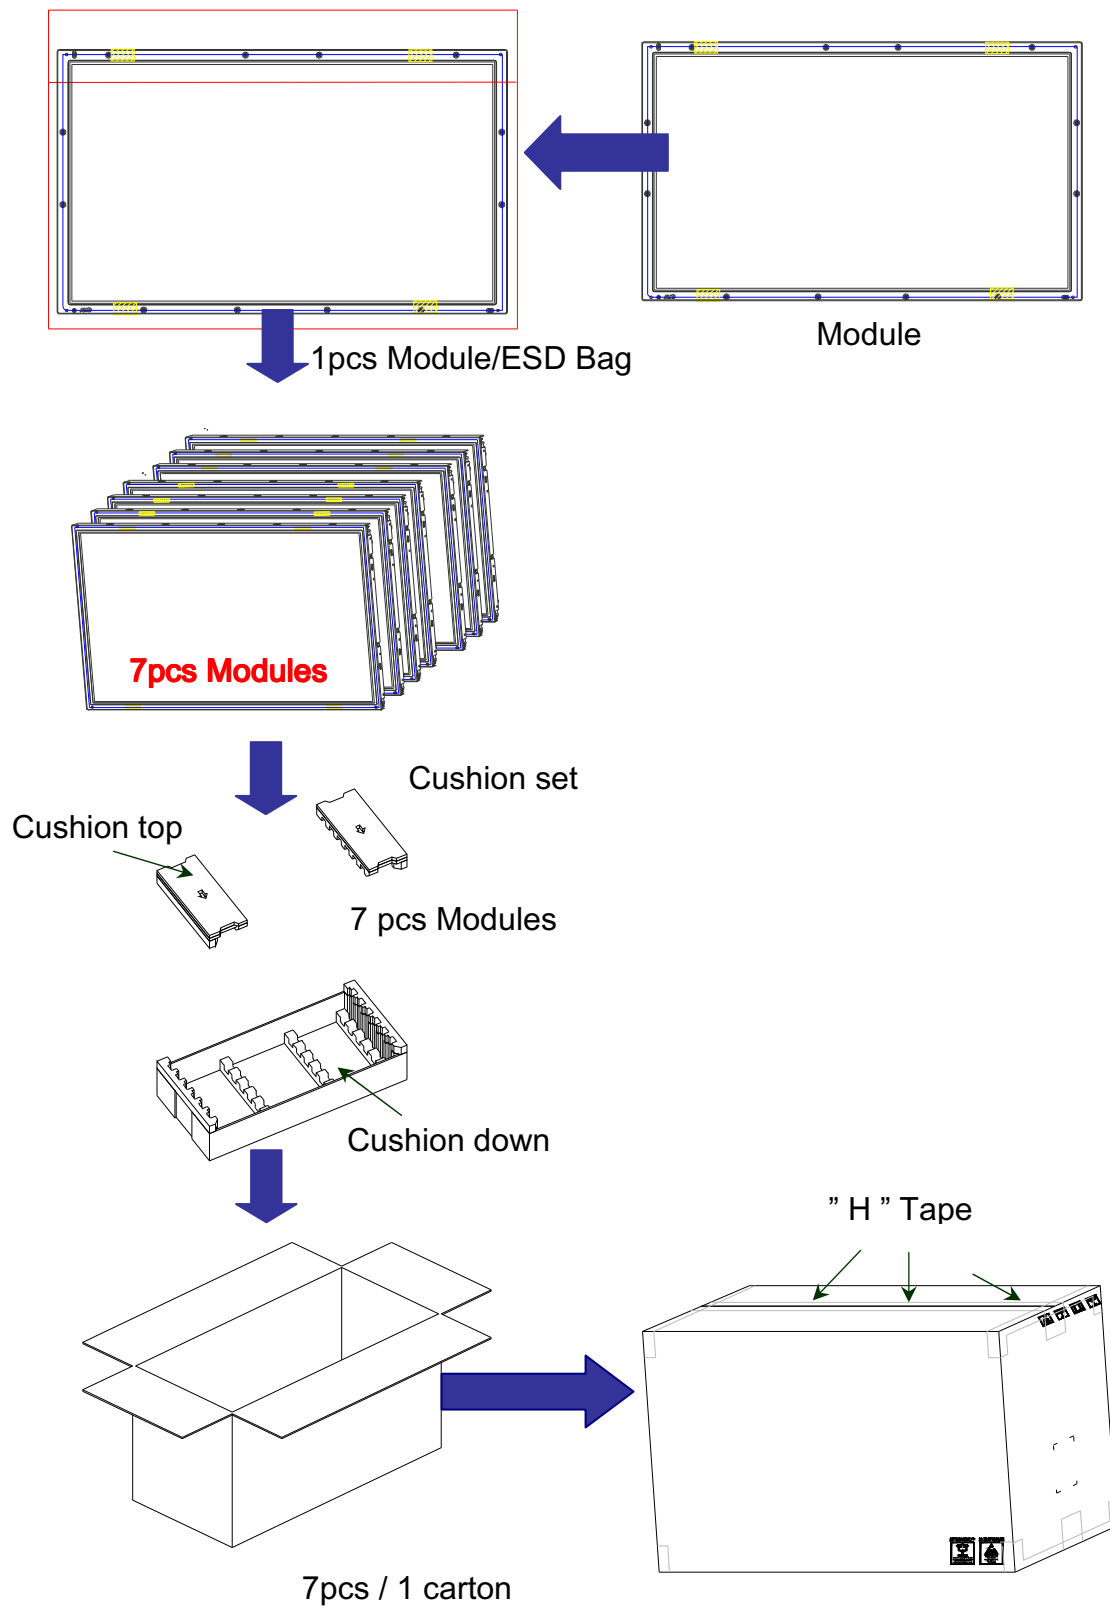 Module
1pcs Module/ESD Bag
7pcs Modules
Cushion set
Cushion top
7 pcs Modules
Cushion down
” H ” Tape
7pcs / 1 carton